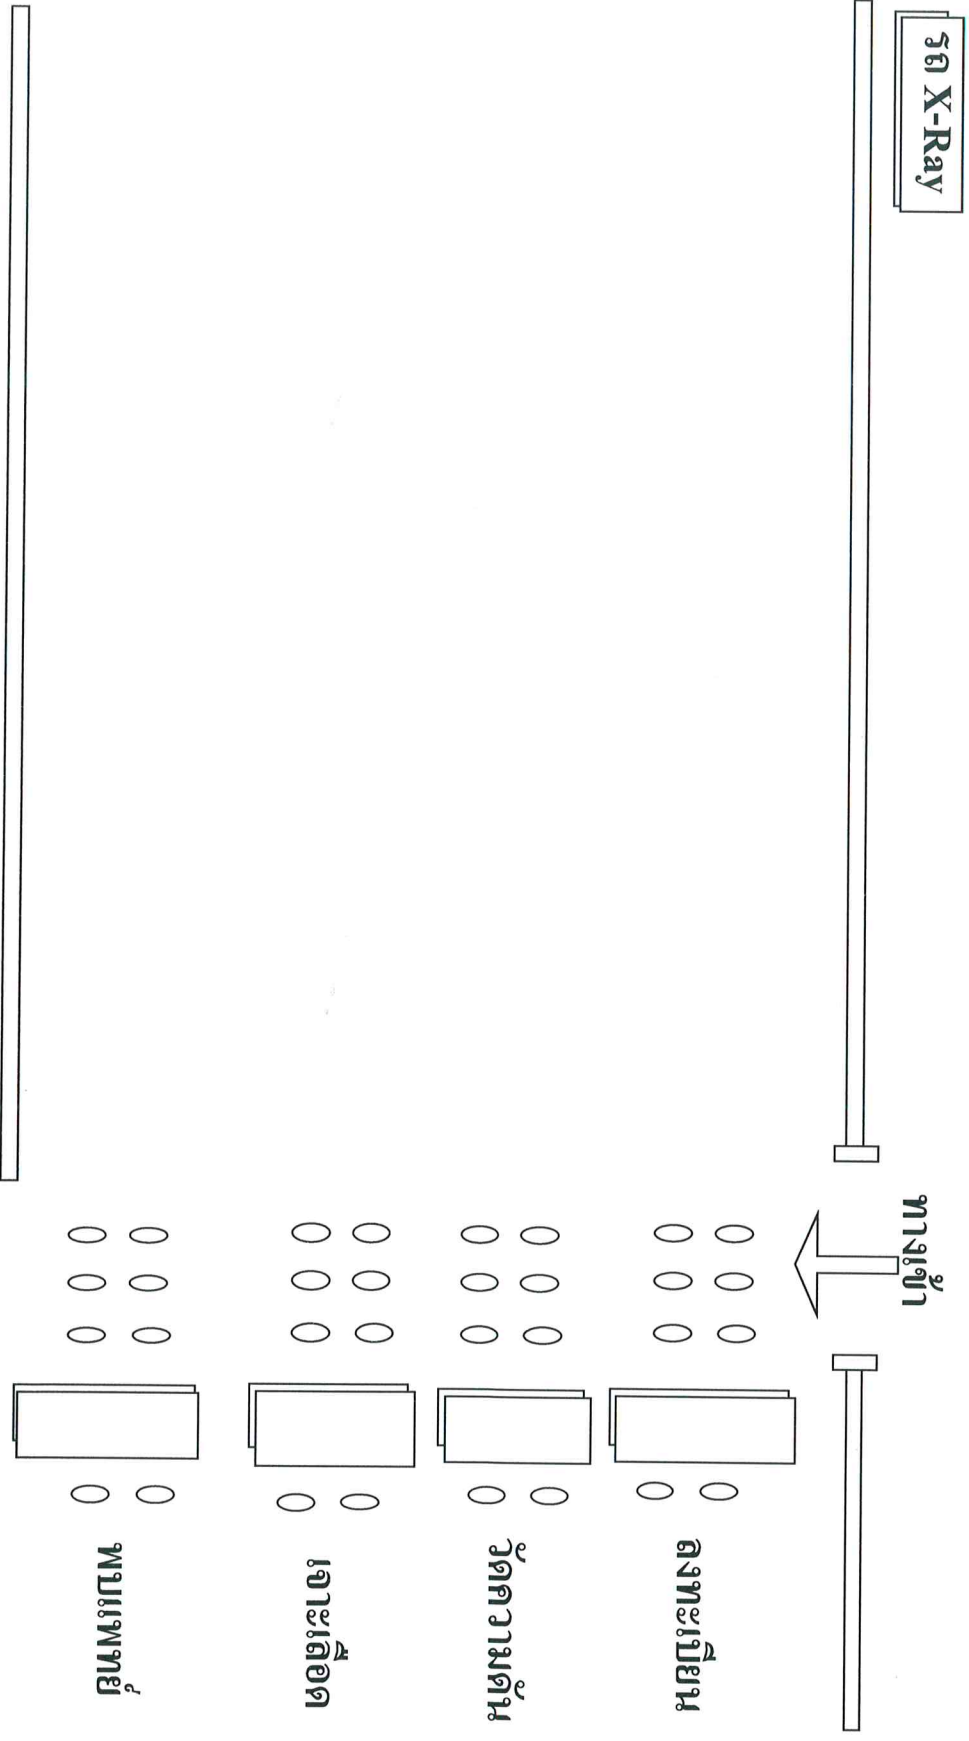 รถ X-Ray
ทางเข้า
ลงทะเบียน
วัดความดัน
เจาะเลือด
พบแพทย์